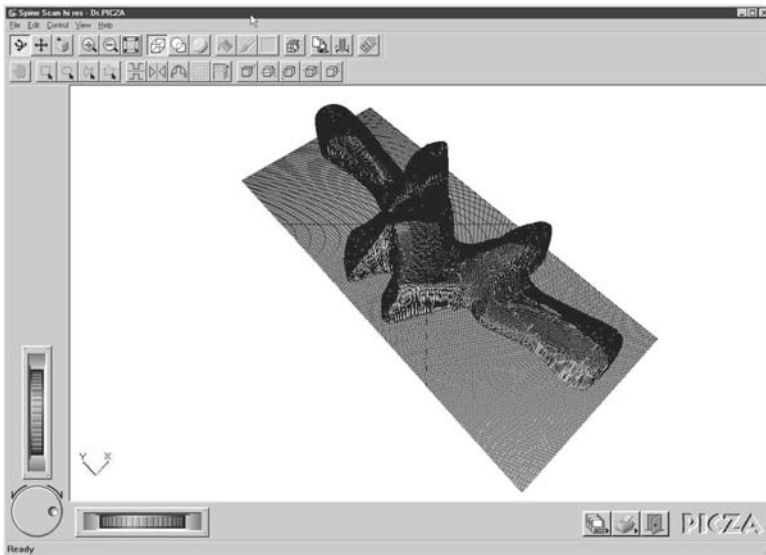 Spine Scan hi res - Dr.PICZA
File Edit Control View Help
Y X
PICZA
Ready